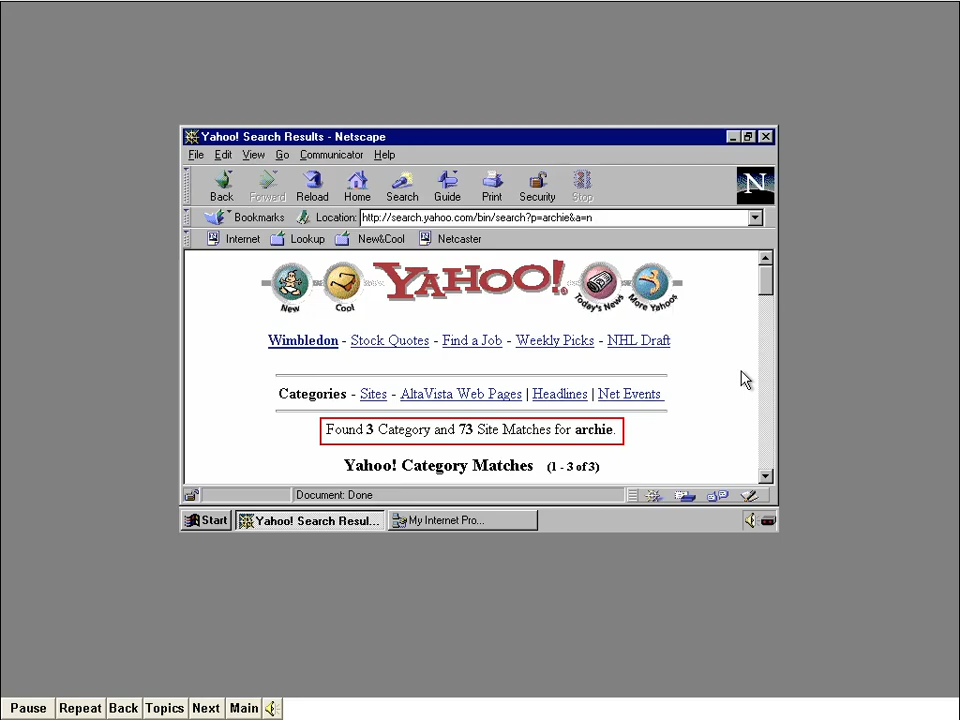 Yahoo! Search Results - Netscape
File Edit View Go Communicator Help
Back Forward Reload Home Search Guide Print Security Stop
N
Bookmarks Location: http://search.yahoo.com/bin/search?p=archie&a=n
Internet Lookup New&Cool Netcaster
New Cool YAHOO! Today's News More Yahoos
Wimbledon - Stock Quotes - Find a Job - Weekly Picks - NHL Draft
Categories - Sites - AltaVista Web Pages | Headlines | Net Events
Found 3 Category and 73 Site Matches for archie.
Yahoo! Category Matches (1 - 3 of 3)
Document: Done
Start Yahoo! Search Resul... My Internet Pro...
Pause Repeat Back Topics Next Main